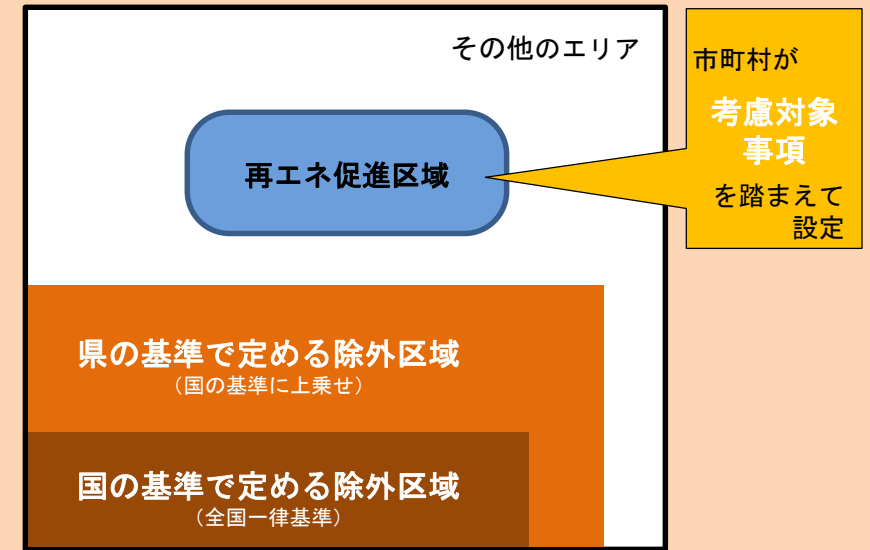 その他のエリア
市町村が
考慮対象
事項
を踏まえて
設定
再エネ促進区域
県の基準で定める除外区域
（国の基準に上乗せ）
国の基準で定める除外区域
（全国一律基準）